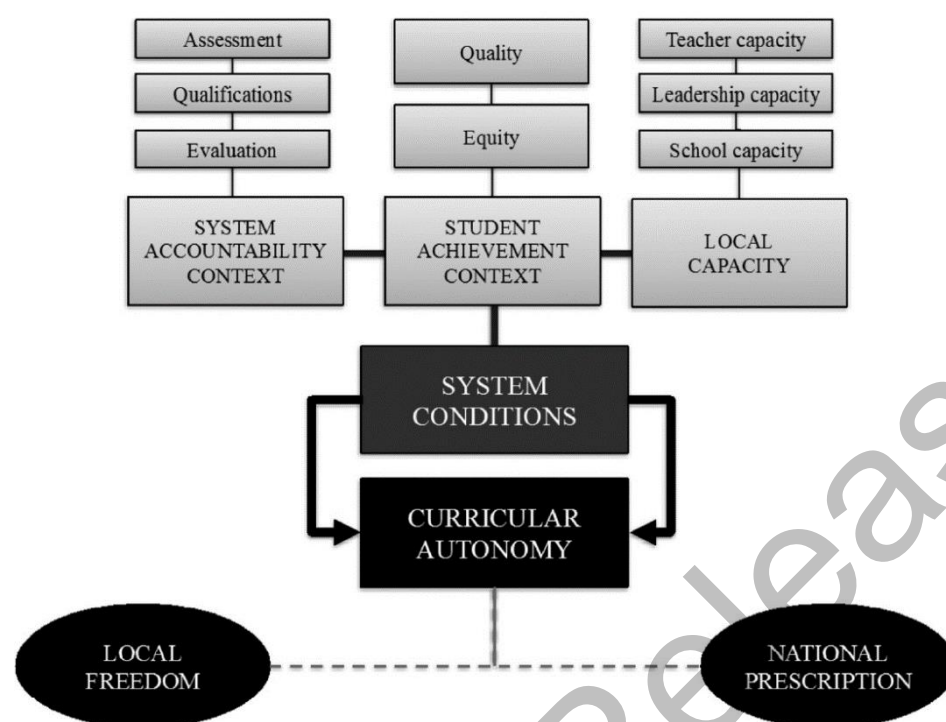 Assessment
Qualifications
Evaluation
Quality
Equity
Teacher capacity
Leadership capacity
School capacity
SYSTEM
ACCOUNTABILITY
CONTEXT
STUDENT
ACHIEVEMENT
CONTEXT
LOCAL
CAPACITY
SYSTEM
CONDITIONS
CURRICULAR
AUTONOMY
LOCAL
FREEDOM
NATIONAL
PRESCRIPTION
Releas